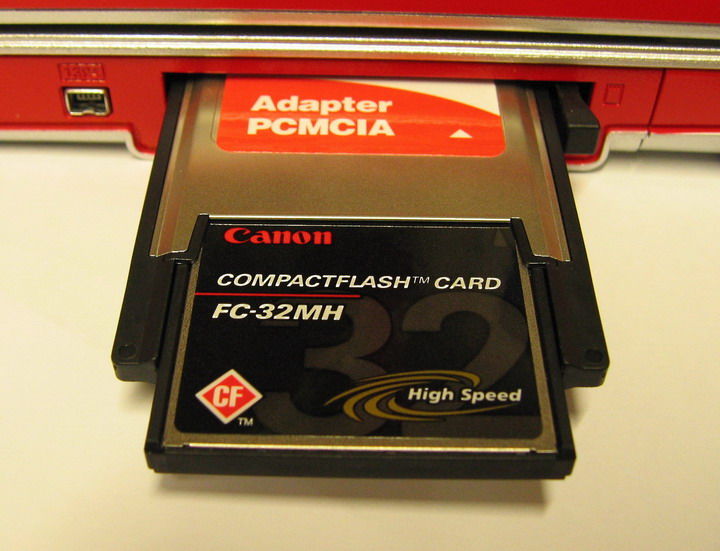 Adapter
PCMCIA
Canon
COMPACTFLASH™ CARD
FC-32MH
32
CF
™
High Speed